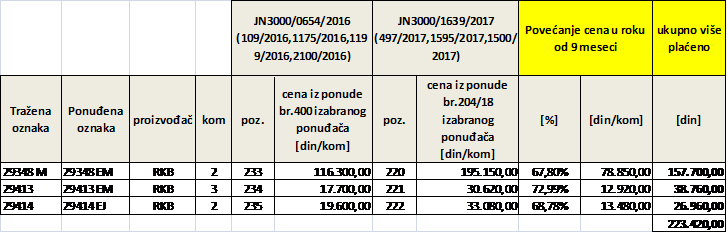 JN3000/0654/2016
(109/2016,1175/2016,119
9/2016,2100/2016)
JN3000/1639/2017
(497/2017,1595/2017,1500/
2017)
Povećanje cena u roku
od 9 meseci
ukupno više
plaćeno
Tražena
oznaka
Ponuđena
oznaka
proizvođač
kom
poz.
cena iz ponude
br.400 izabranog
ponuđača
[din/kom]
poz.
cena iz ponude
br.204/18
izabranog
ponuđača
[din/kom]
[%]
[din/kom]
[din]
29348 M 29348 EM RKB 2 233 116.300,00 220 195.150,00 67,80% 78.850,00 157.700,00
29413 29413 EM RKB 3 234 17.700,00 221 30.620,00 72,99% 12.920,00 38.760,00
29414 29414 EJ RKB 2 235 19.600,00 222 33.080,00 68,78% 13.480,00 26.960,00
223.420,00